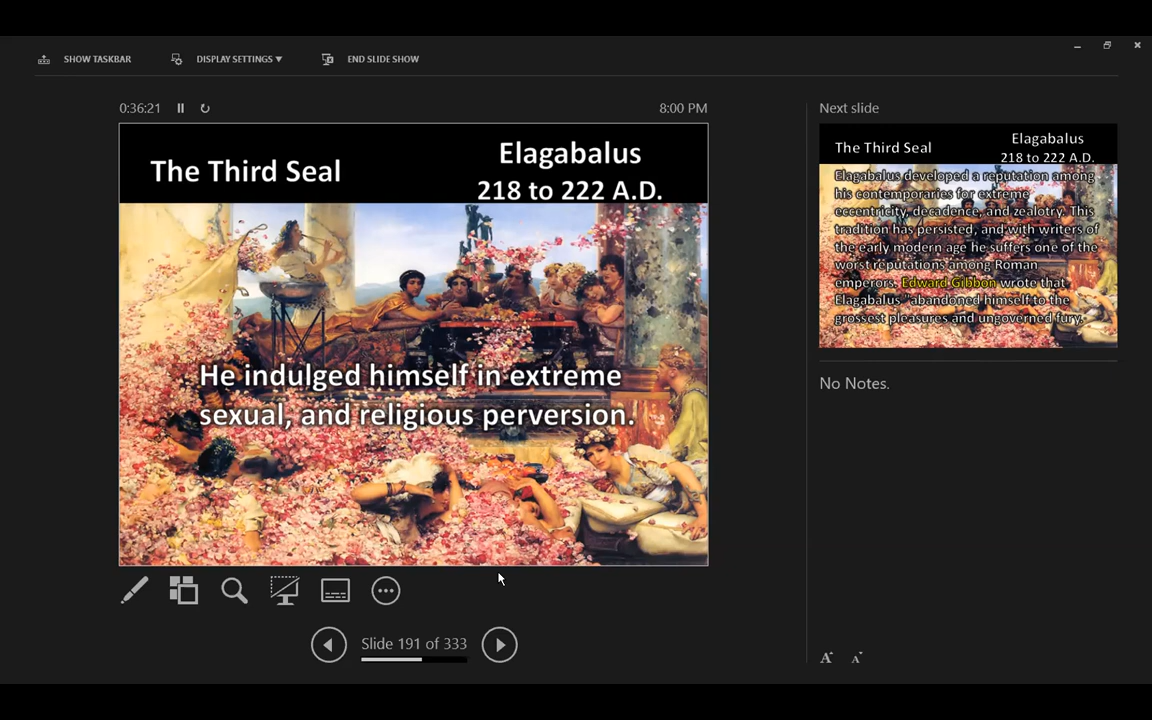 SHOW TASKBAR
DISPLAY SETTINGS ▼
END SLIDE SHOW
0:36:21
8:00 PM
The Third Seal
Elagabalus
218 to 222 A.D.
He indulged himself in extreme
sexual, and religious perversion.
Slide 191 of 333
Next slide
The Third Seal
Elagabalus
218 to 222 A.D.
Elagabalus developed a reputation among
his contemporaries for extreme
eccentricity, decadence, and zealotry. This
tradition has persisted, and with writers of
the early modern age he suffers one of the
worst reputations among Roman
emperors. Edward Gibbon wrote that
Elagabalus "abandoned himself to the
grossest pleasures and ungoverned fury.
No Notes.
A A